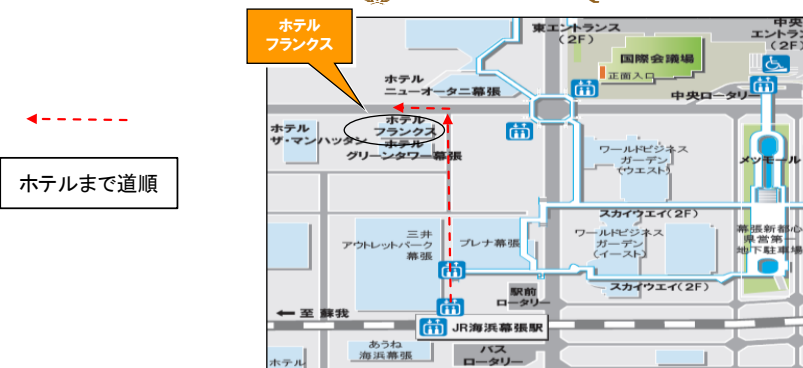 ホテル
フランクス
東エントランス
(2F)
中央
エントラン
(2F)
国際会議場
正面入口
ホテル
ニューオータニ幕張
中央ロータリー
ホテル
ザ・マンハッタン
ホテル
フランクス
ホテル
グリーンタワー幕張
ワールドビジネス
ガーデン
(ウエスト)
メッセモール
ホテルまで道順
スカイウエイ(2F)
三井
アウトレットパーク
幕張
プレナ幕張
ワールドビジネス
ガーデン
(イースト)
幕張新都心
県営第一
地下駐車場
駅前
ロータリー
スカイウエイ(2F)
至 蘇我
JR海浜幕張駅
あうね
海浜幕張
バス
ロータリー
ホテル